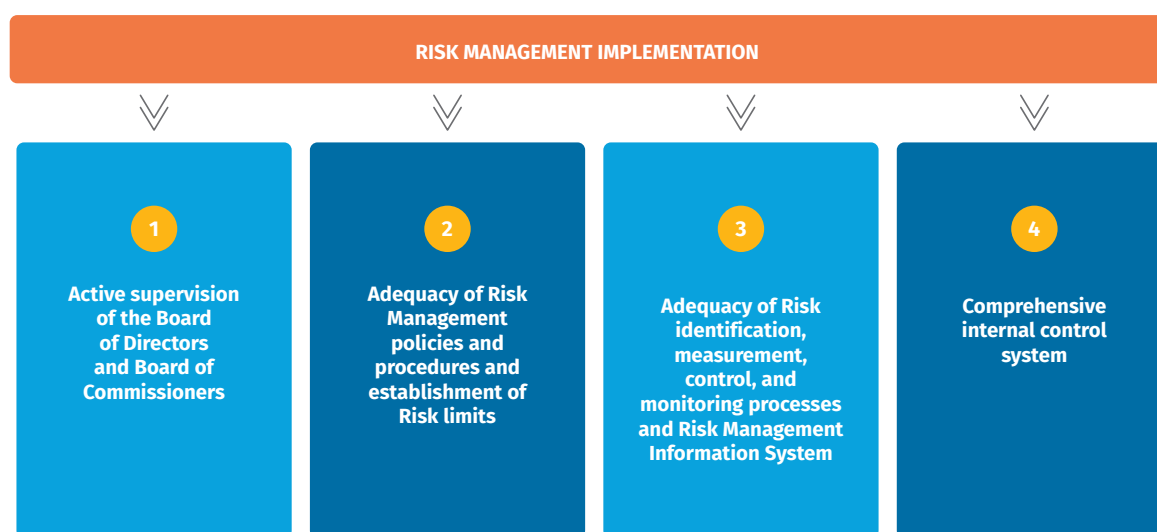 RISK MANAGEMENT IMPLEMENTATION
1
Active supervision
of the Board
of Directors
and Board of
Commissioners
2
Adequacy of Risk
Management
policies and
procedures and
establishment of
Risk limits
3
Adequacy of Risk
identification,
measurement,
control, and
monitoring processes
and Risk Management
Information System
4
Comprehensive
internal control
system